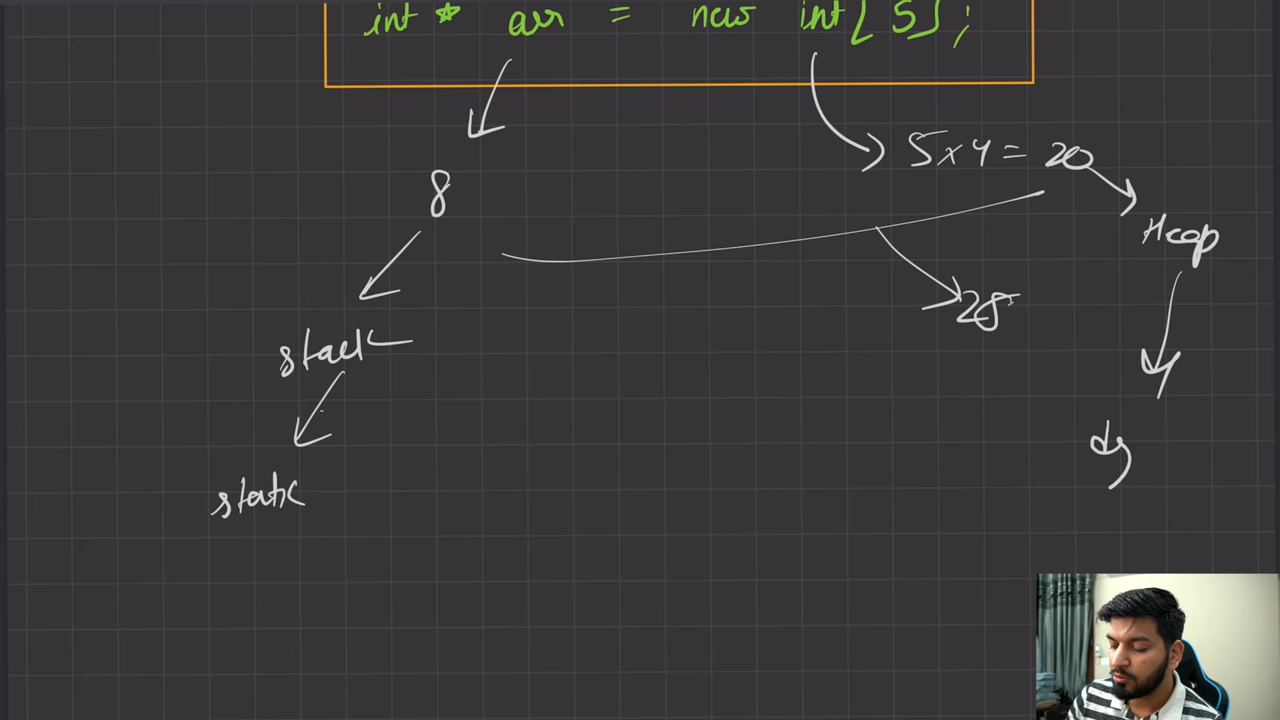 int * arr = new int[5];
8
5x4 = 20
Heap
28
stack
dy
static